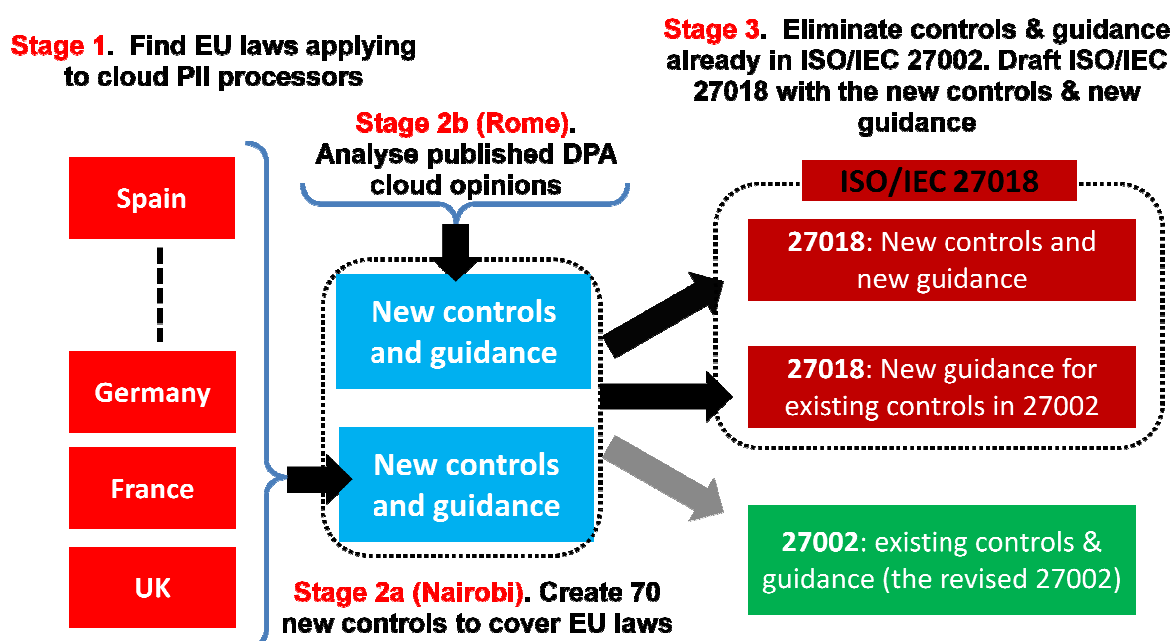 Stage 1. Find EU laws applying
to cloud PII processors
Spain
Germany
France
UK
Stage 2b (Rome).
Analyse published DPA
cloud opinions
New controls
and guidance
New controls
and guidance
Stage 2a (Nairobi). Create 70
new controls to cover EU laws
Stage 3. Eliminate controls & guidance
already in ISO/IEC 27002. Draft ISO/IEC
27018 with the new controls & new
guidance
ISO/IEC 27018
27018: New controls and
new guidance
27018: New guidance for
existing controls in 27002
27002: existing controls &
guidance (the revised 27002)